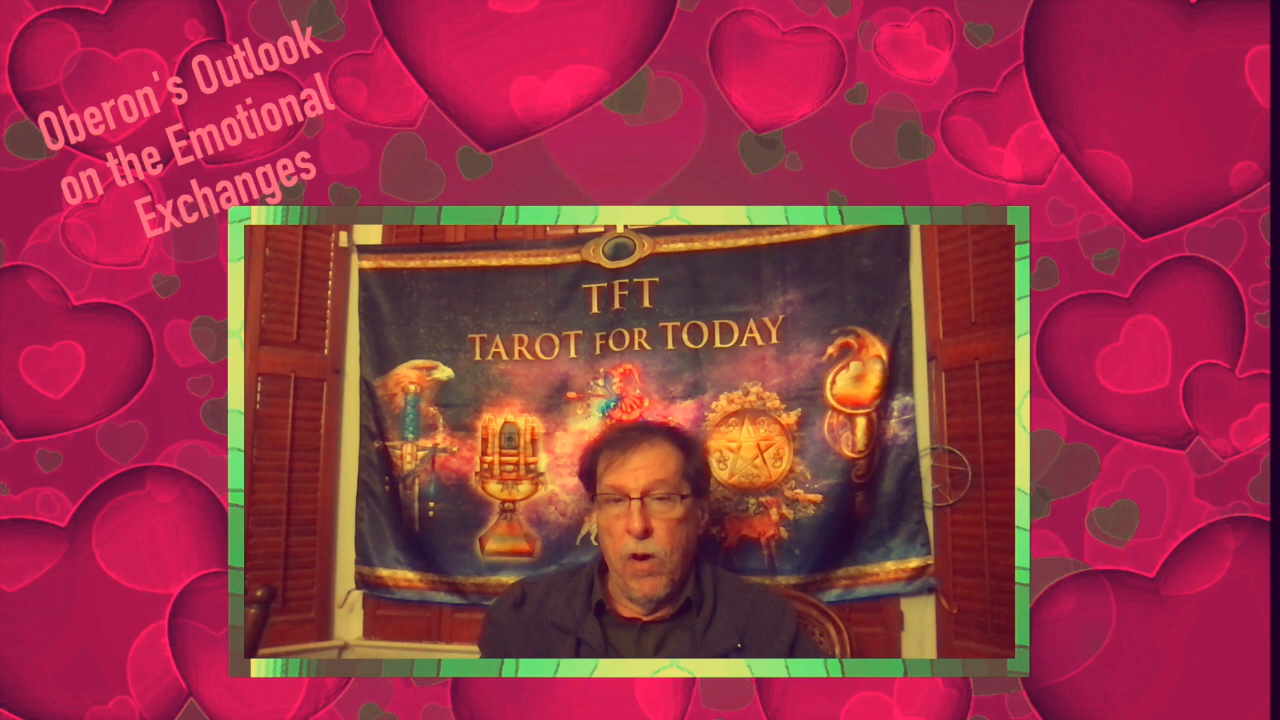 Oberon's Outlook
on the Emotional
Exchanges
TFT
TAROT FOR TODAY